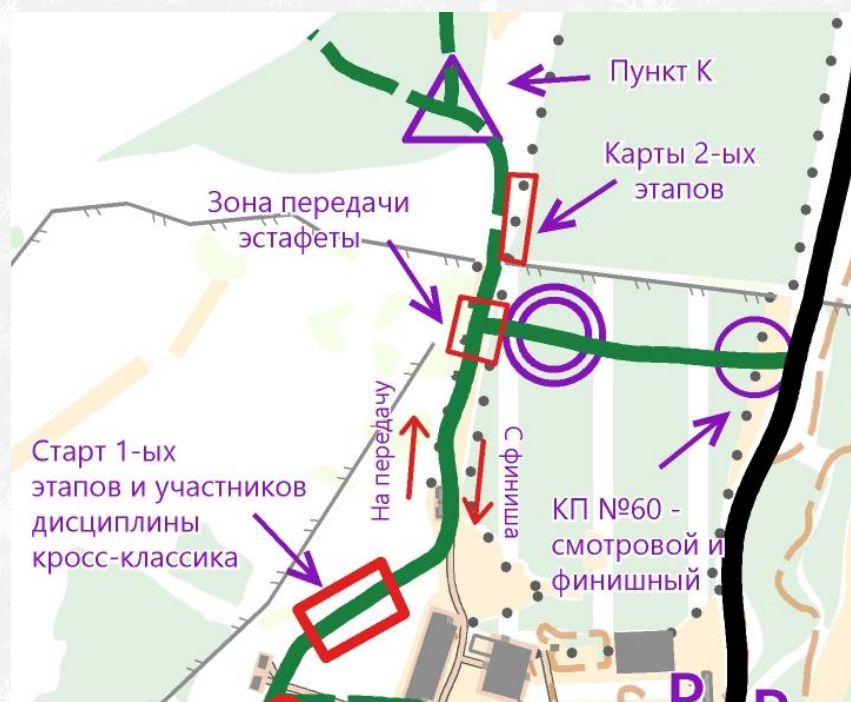 Пункт К
Карты 2-ых
этапов
Зона передачи
эстафеты
На передачу
С финиша
Старт 1-ых
этапов и участников
дисциплины
кросс-классика
КП №60 -
смотровой и
финишный
P
P